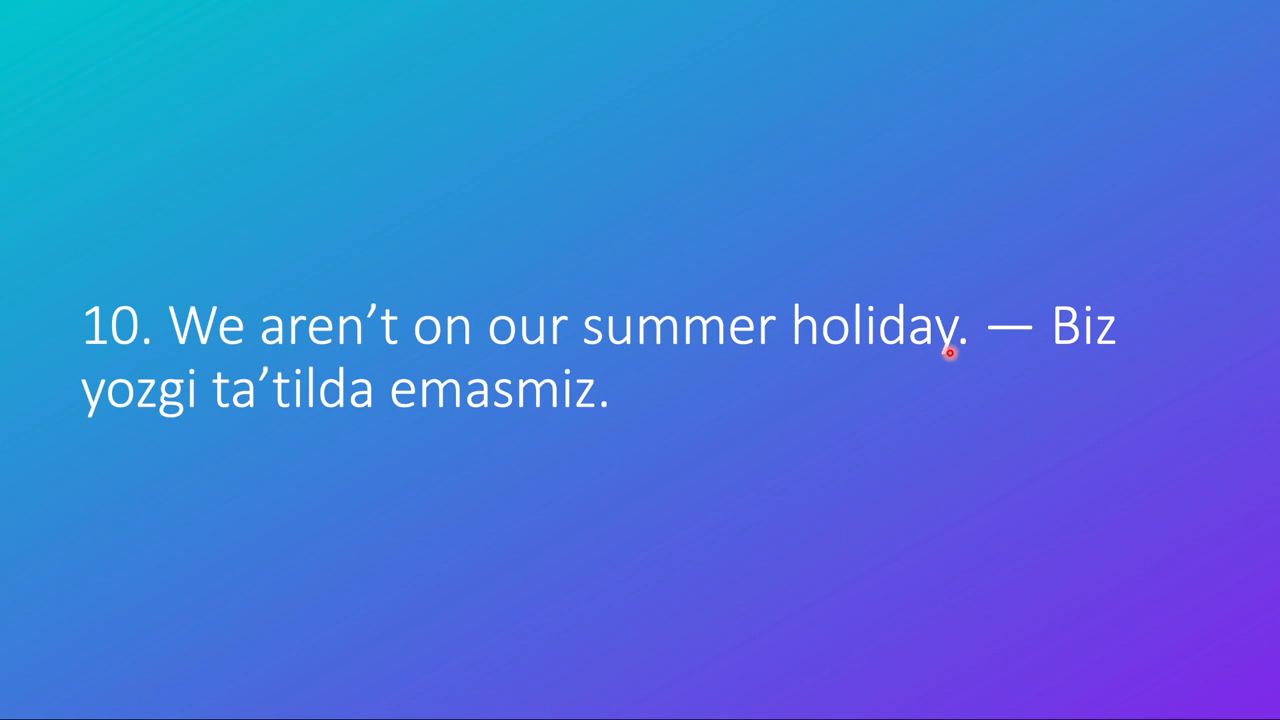 10. We aren’t on our summer holiday. — Biz
yozgi ta’tilda emasmiz.